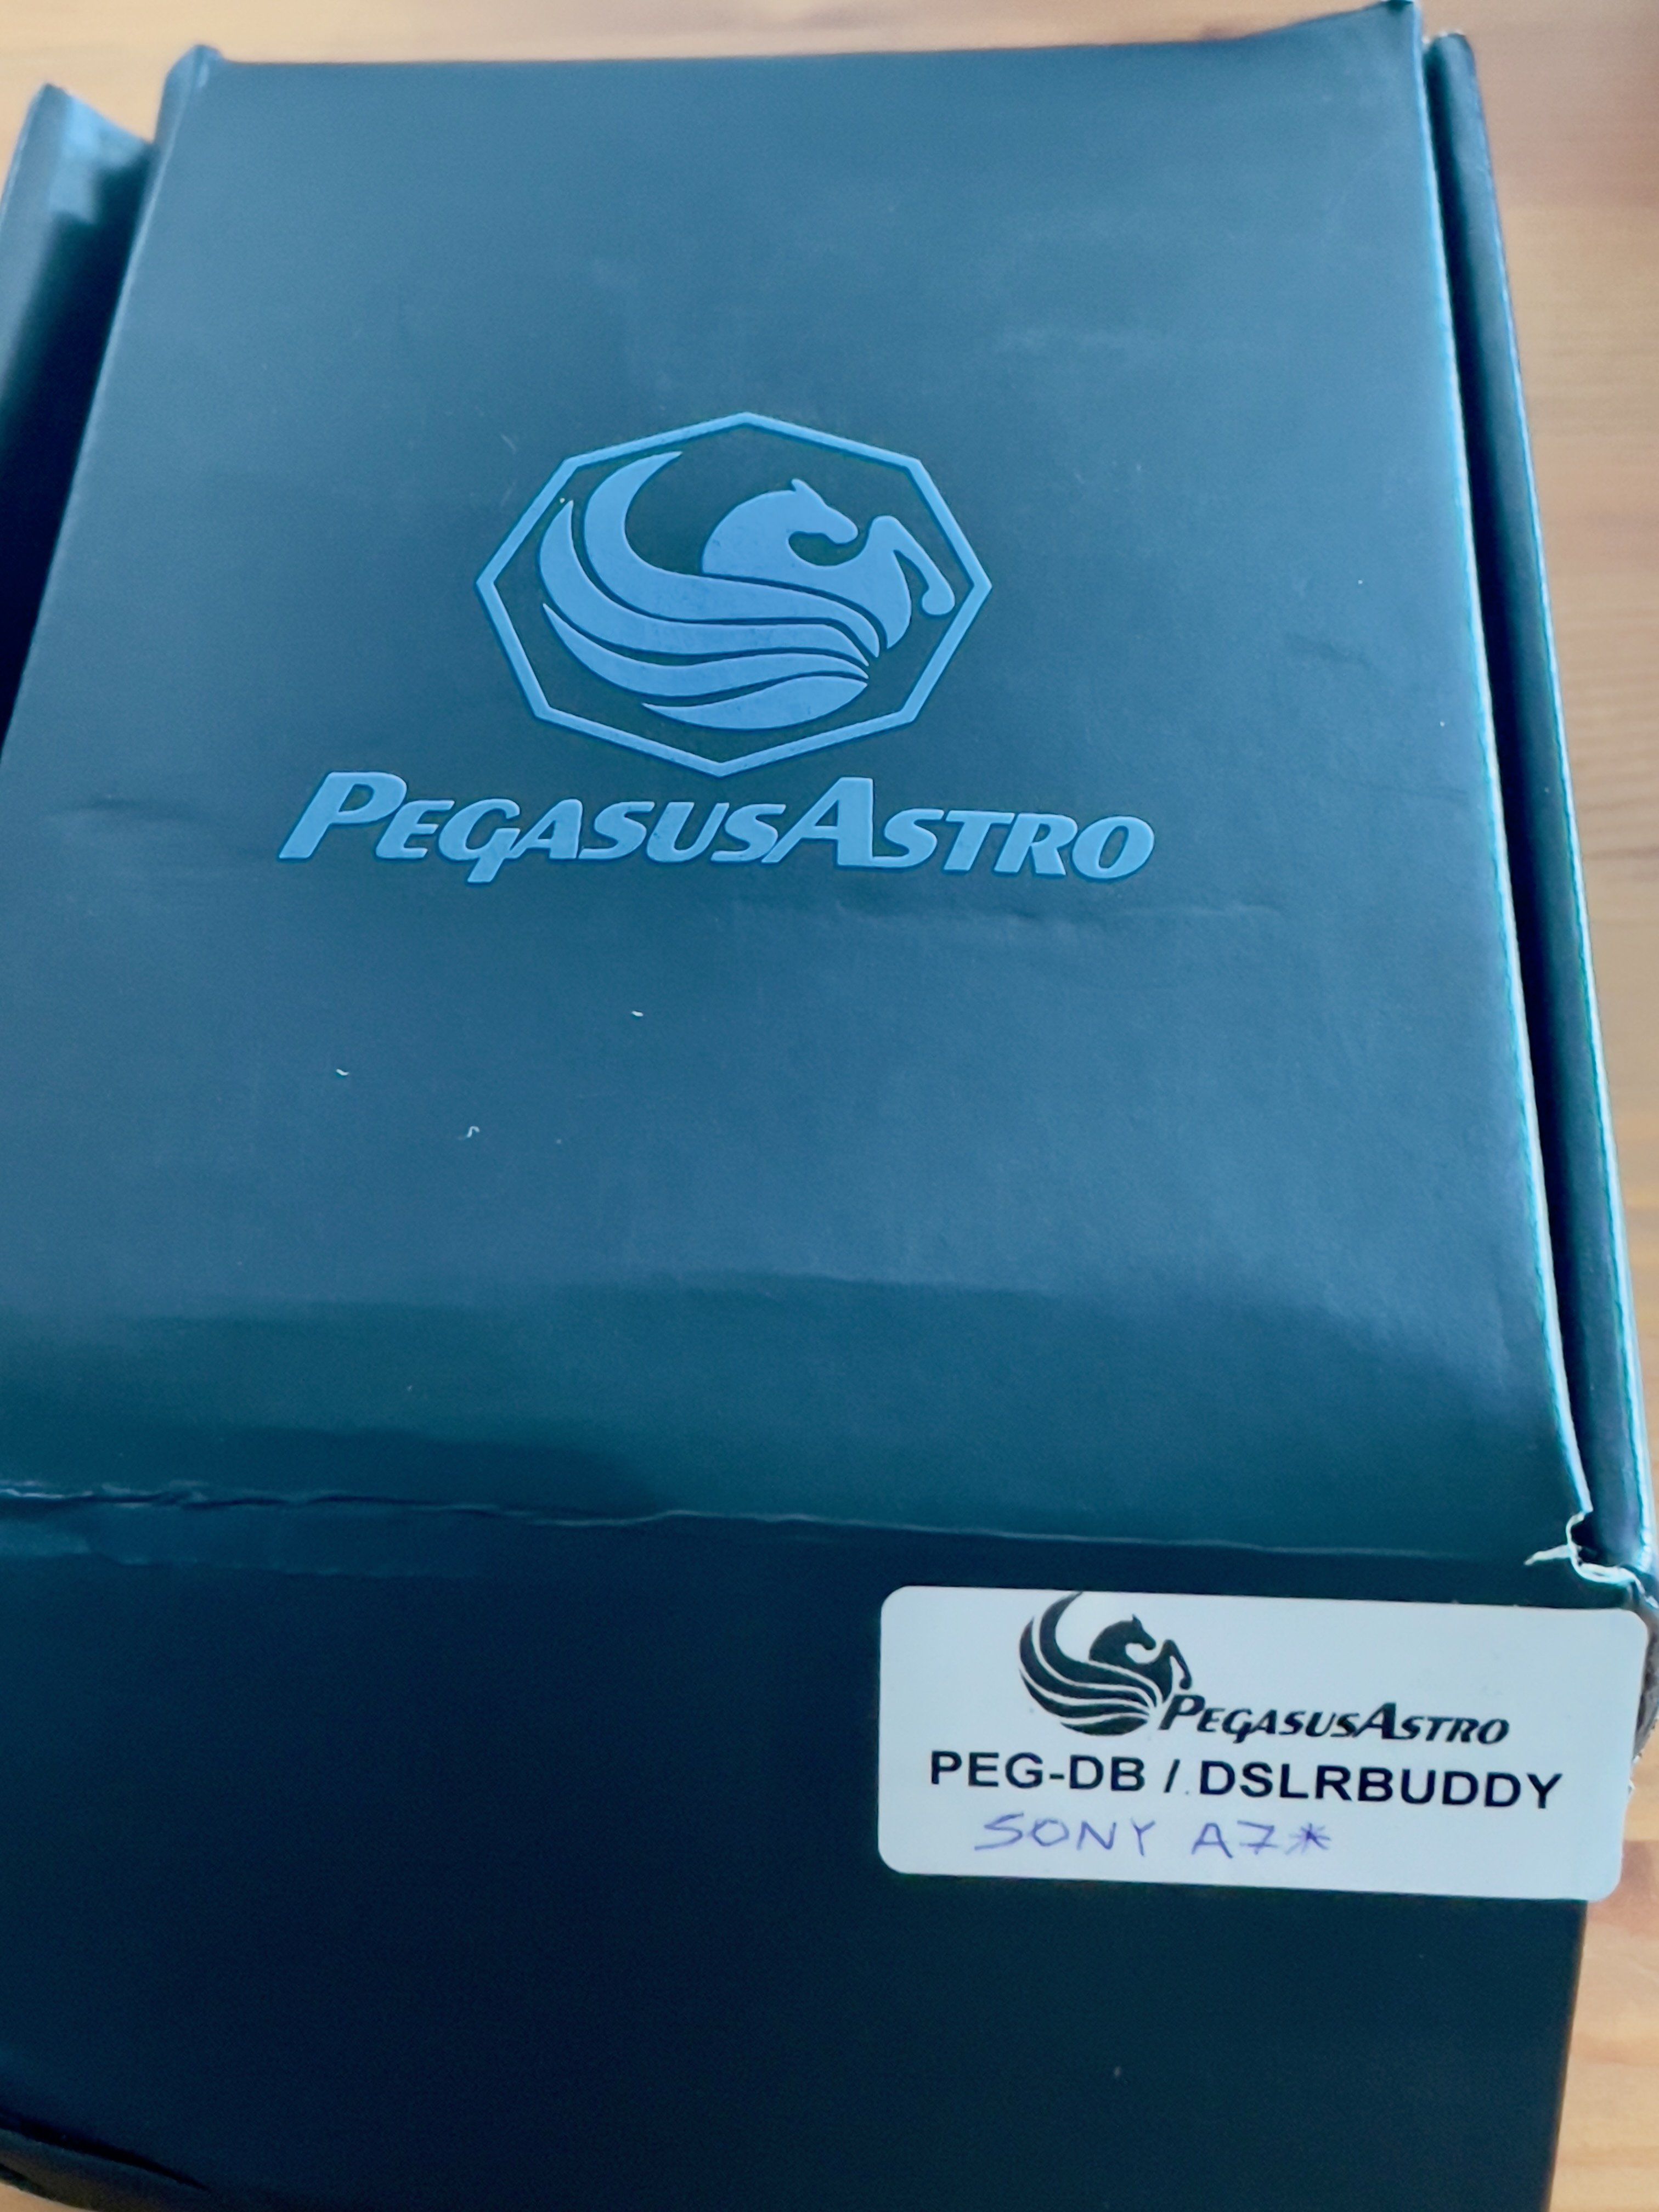 PEGASUSASTRO
PEGASUSASTRO
PEG-DB / DSLRBUDDY
SONY A7*